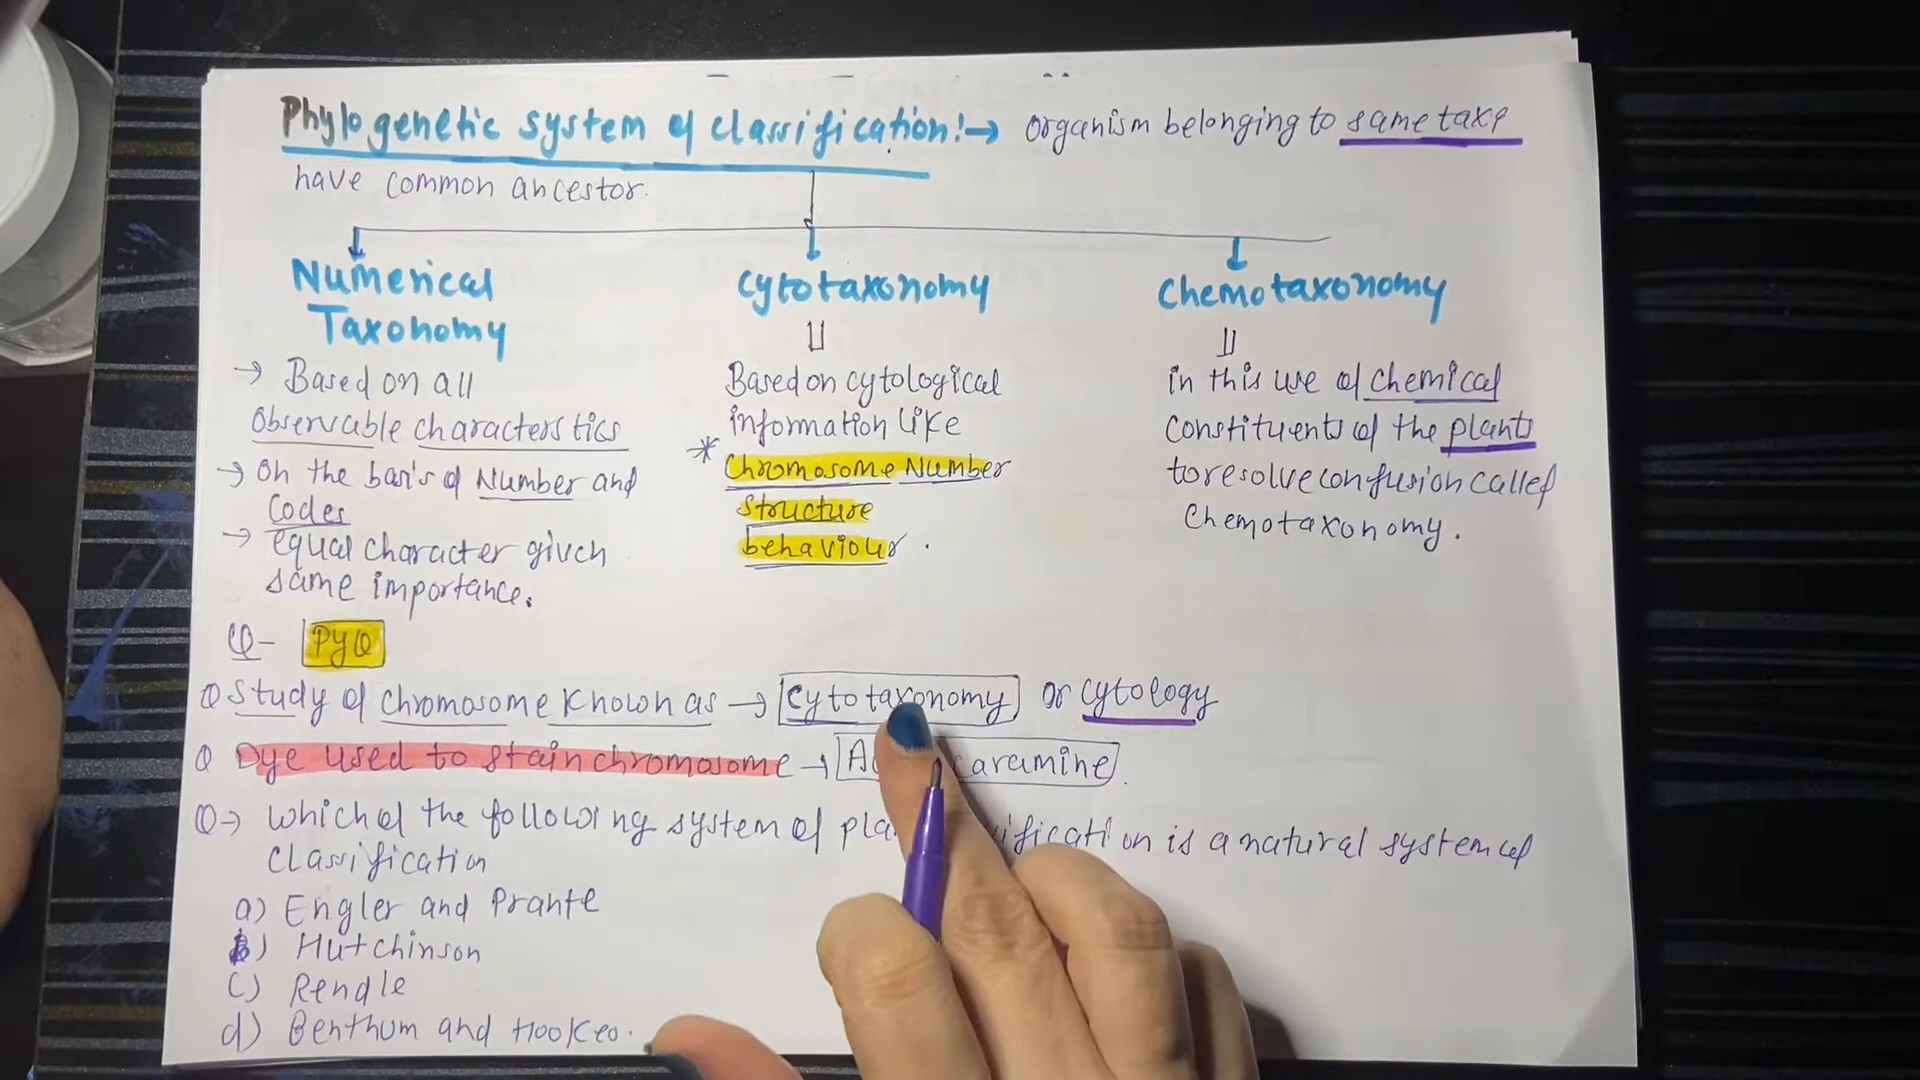 Phylogenetic system of classification!→ organism belonging to same taxa
have common ancestor.
Numerical
Taxonomy
Cytotaxonomy
Chemotaxonomy
→ Based on all
Observable characterstics
→ On the basis of Number and
Codes
→ equal character given
same importance.
Based on cytological
information like
* Chromosome Number
structure
behaviour.
in this use of chemical
constituents of the plants
to resolve confusion called
Chemotaxonomy.
Q- PYQ
Q Study of chromosome known as → Cytotaxonomy or cytology
Q Dye used to stain chromosome → caramine.
Q→ which of the following system of is a natural system of
Classification
a) Engler and Prante
b) Hutchinson
c) Rendle
d) Benthum and Hookeo.